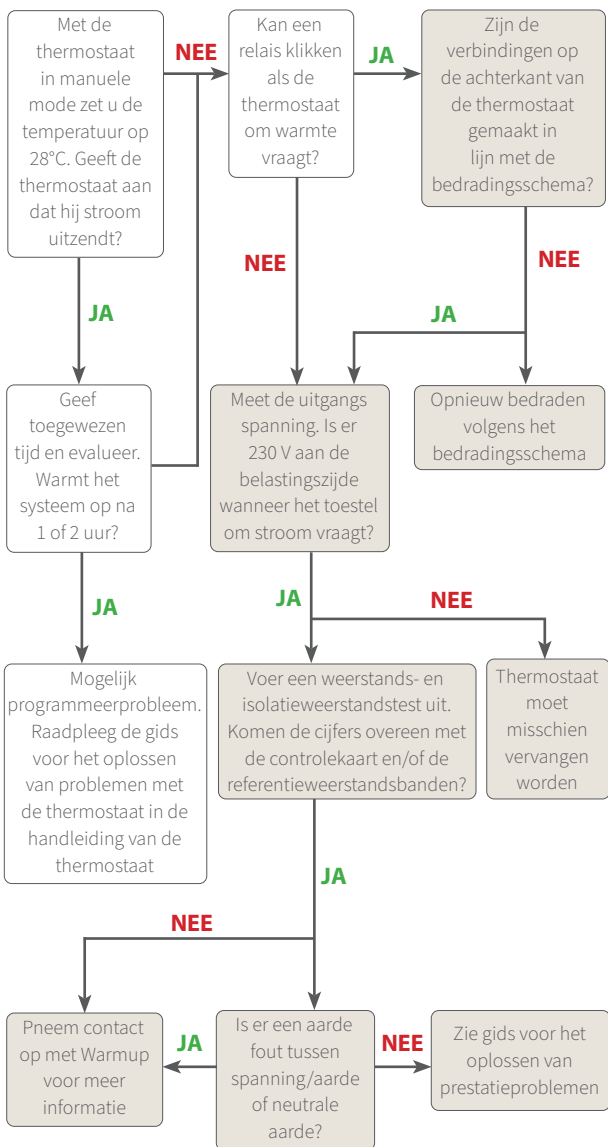 Met de
thermostaat
in manuele
mode zet u de
temperatuur op
28°C. Geeft de
thermostaat aan
dat hij stroom
uitzendt?
NEE
Kan een
relais klikken
als de
thermostaat
om warmte
vraagt?
JA
Zijn de
verbindingen op
de achterkant van
de thermostaat
gemaakt in
lijn met de
bedradingsschema?
JA
NEE
JA
NEE
Geef
toegewezen
tijd en evalueer.
Warmt het
systeem op na
1 of 2 uur?
Meet de uitgangs
spanning. Is er
230 V aan de
belastingszijde
wanneer het toestel
om stroom vraagt?
Opnieuw bedraden
volgens het
bedradingsschema
JA
JA
NEE
Mogelijk
programmeerprobleem.
Raadpleeg de gids
voor het oplossen
van problemen met
de thermostaat in de
handleiding van de
thermostaat
Voer een weerstands- en
isolatieweerstandstest uit.
Komen de cijfers overeen met
de controlekaart en/of de
referentieweerstandsbanden?
Thermostaat
moet
misschien
vervangen
worden
JA
NEE
Pneem contact
op met Warmup
voor meer
informatie
JA
Is er een aarde
fout tussen
spanning/aarde
of neutrale
aarde?
NEE
Zie gids voor het
oplossen van
prestatieproblemen